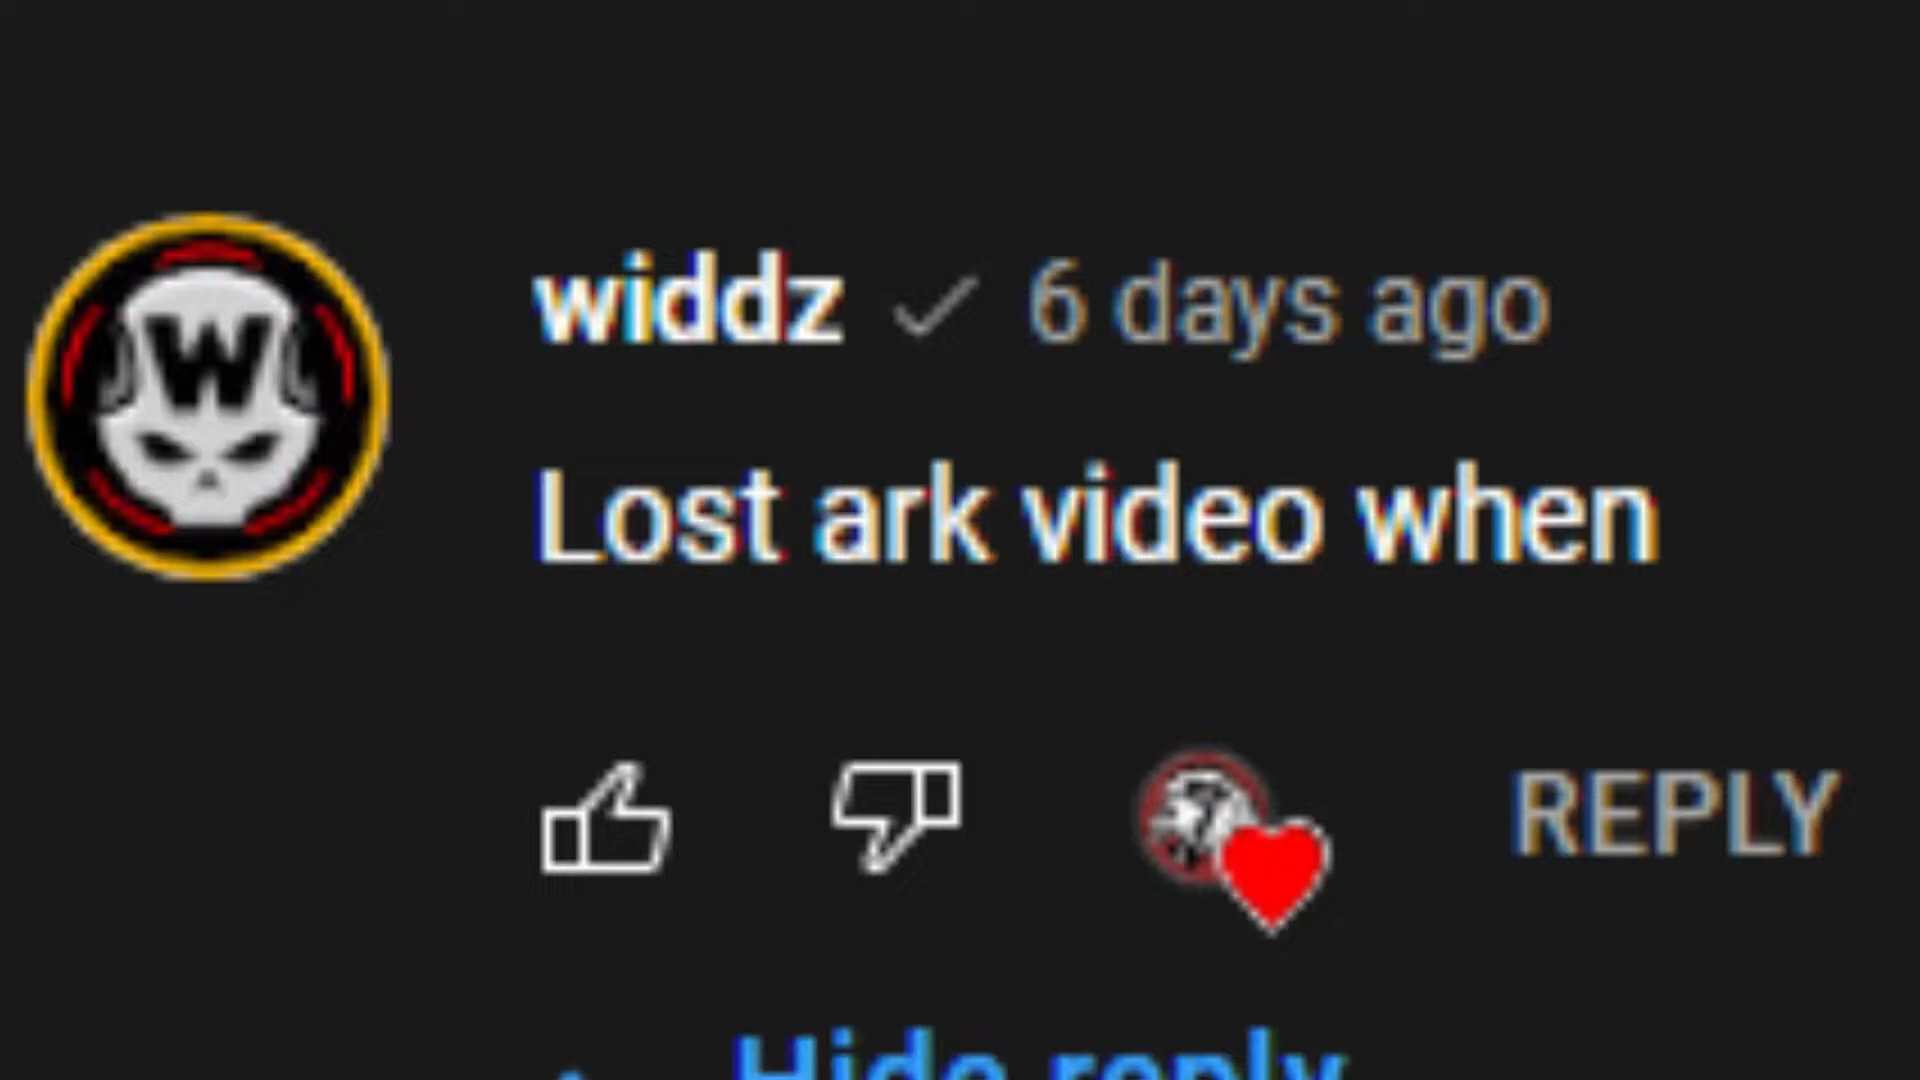 W
widdz ✓ 6 days ago
Lost ark video when
REPLY
Hide reply